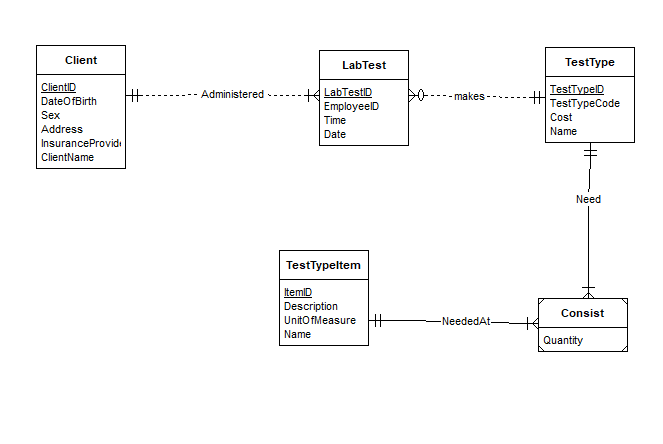 Client
ClientID
DateOfBirth
Sex
Address
InsuranceProvide
ClientName
Administered
LabTest
LabTestID
EmployeeID
Time
Date
makes
TestType
TestTypeID
TestTypeCode
Cost
Name
Need
TestTypeItem
ItemID
Description
UnitOfMeasure
Name
NeededAt
Consist
Quantity